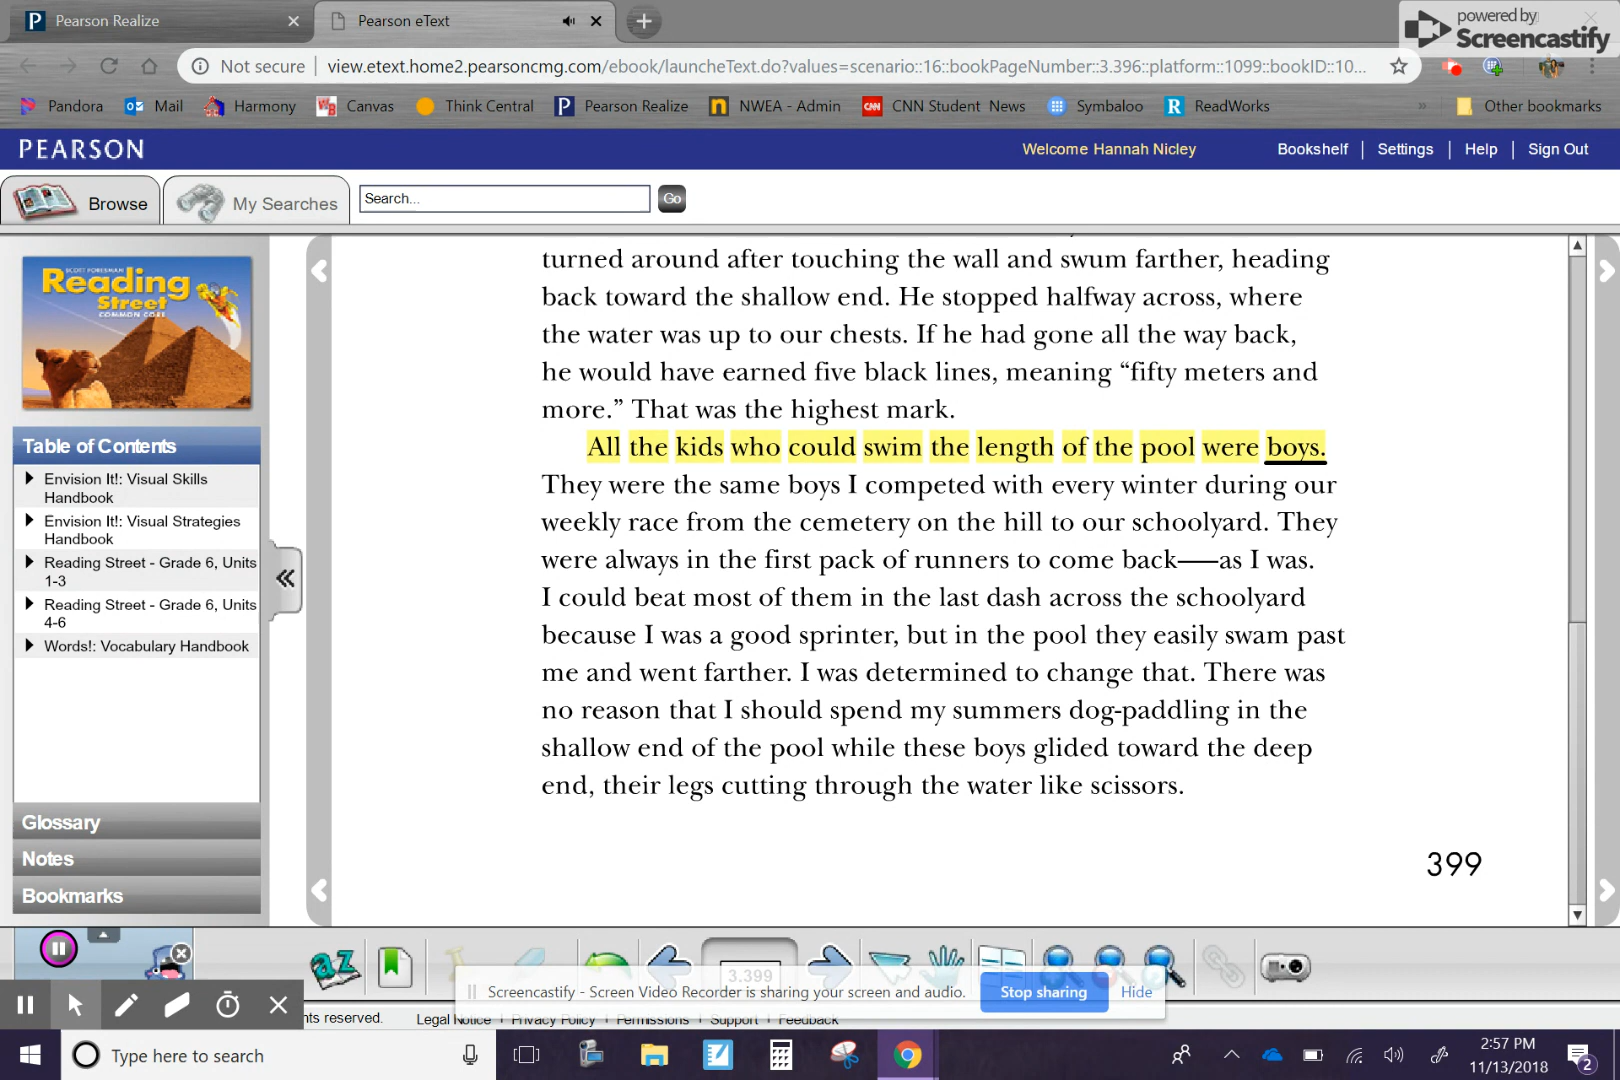 Pearson Realize
Pearson eText
powered by
Screencastify
Not secure
view.etext.home2.pearsoncmg.com/ebook/launcheText.do?values=scenario::16::bookPageNumber::3.396::platform::1099::bookID::10...
Pandora
Mail
Harmony
Canvas
Think Central
Pearson Realize
NWEA - Admin
CNN Student News
Symbaloo
ReadWorks
Other bookmarks
PEARSON
Welcome Hannah Nicley
Bookshelf
Settings
Help
Sign Out
Browse
My Searches
Search...
Go
SCOTT FORESMAN
Reading
Street
COMMON CORE
Table of Contents
Envision It!: Visual Skills
Handbook
Envision It!: Visual Strategies
Handbook
Reading Street - Grade 6, Units
1-3
Reading Street - Grade 6, Units
4-6
Words!: Vocabulary Handbook
Glossary
Notes
Bookmarks
turned around after touching the wall and swum farther, heading
back toward the shallow end. He stopped halfway across, where
the water was up to our chests. If he had gone all the way back,
he would have earned five black lines, meaning “fifty meters and
more.” That was the highest mark.
All the kids who could swim the length of the pool were boys.
They were the same boys I competed with every winter during our
weekly race from the cemetery on the hill to our schoolyard. They
were always in the first pack of runners to come back—as I was.
I could beat most of them in the last dash across the schoolyard
because I was a good sprinter, but in the pool they easily swam past
me and went farther. I was determined to change that. There was
no reason that I should spend my summers dog-paddling in the
shallow end of the pool while these boys glided toward the deep
end, their legs cutting through the water like scissors.
399
3.399
Screencastify - Screen Video Recorder is sharing your screen and audio.
Stop sharing
Hide
nts reserved.
Legal Notice
Privacy Policy
Permissions
Support
Feedback
Type here to search
2:57 PM
11/13/2018
2